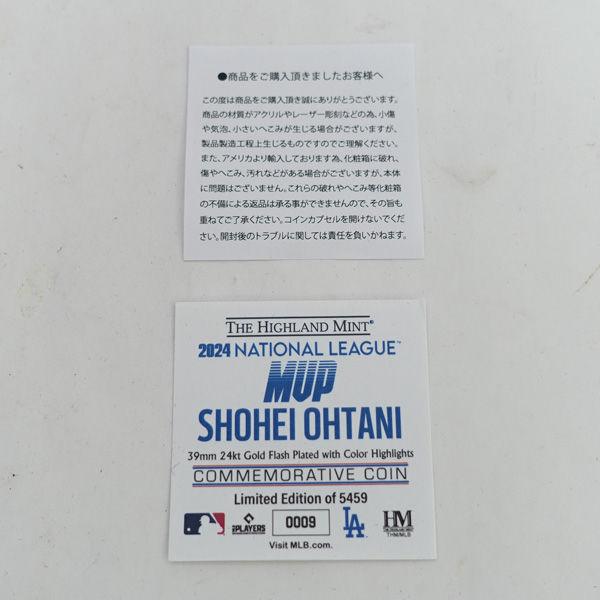 ●商品をご購入頂きましたお客様へ
この度は商品をご購入頂き誠にありがとうございます。
商品の材質がアクリルやレーザー彫刻などの為、小傷
や気泡、小さいへこみが生じる場合がございますが、
製品製造工程上生じるものですのでご理解ください。
また、アメリカより輸入しております為、化粧箱に破れ、
傷やへこみ、汚れなどがある場合がございますが、本体
に問題はございません。これらの破れやへこみ等化粧箱
の不備による返品は承る事ができませんので、その旨も
重ねてご了承ください。コインカプセルを開けないでくだ
さい。開封後のトラブルに関しては責任を負いかねます。
THE HIGHLAND MINT®
2024 NATIONAL LEAGUE™
MVP
SHOHEI OHTANI
39mm 24kt Gold Flash Plated with Color Highlights
COMMEMORATIVE COIN
Limited Edition of 5459
PLAYERS 0009 LA HM
THE HIGHLAND MINT
THM/MLB
Visit MLB.com.